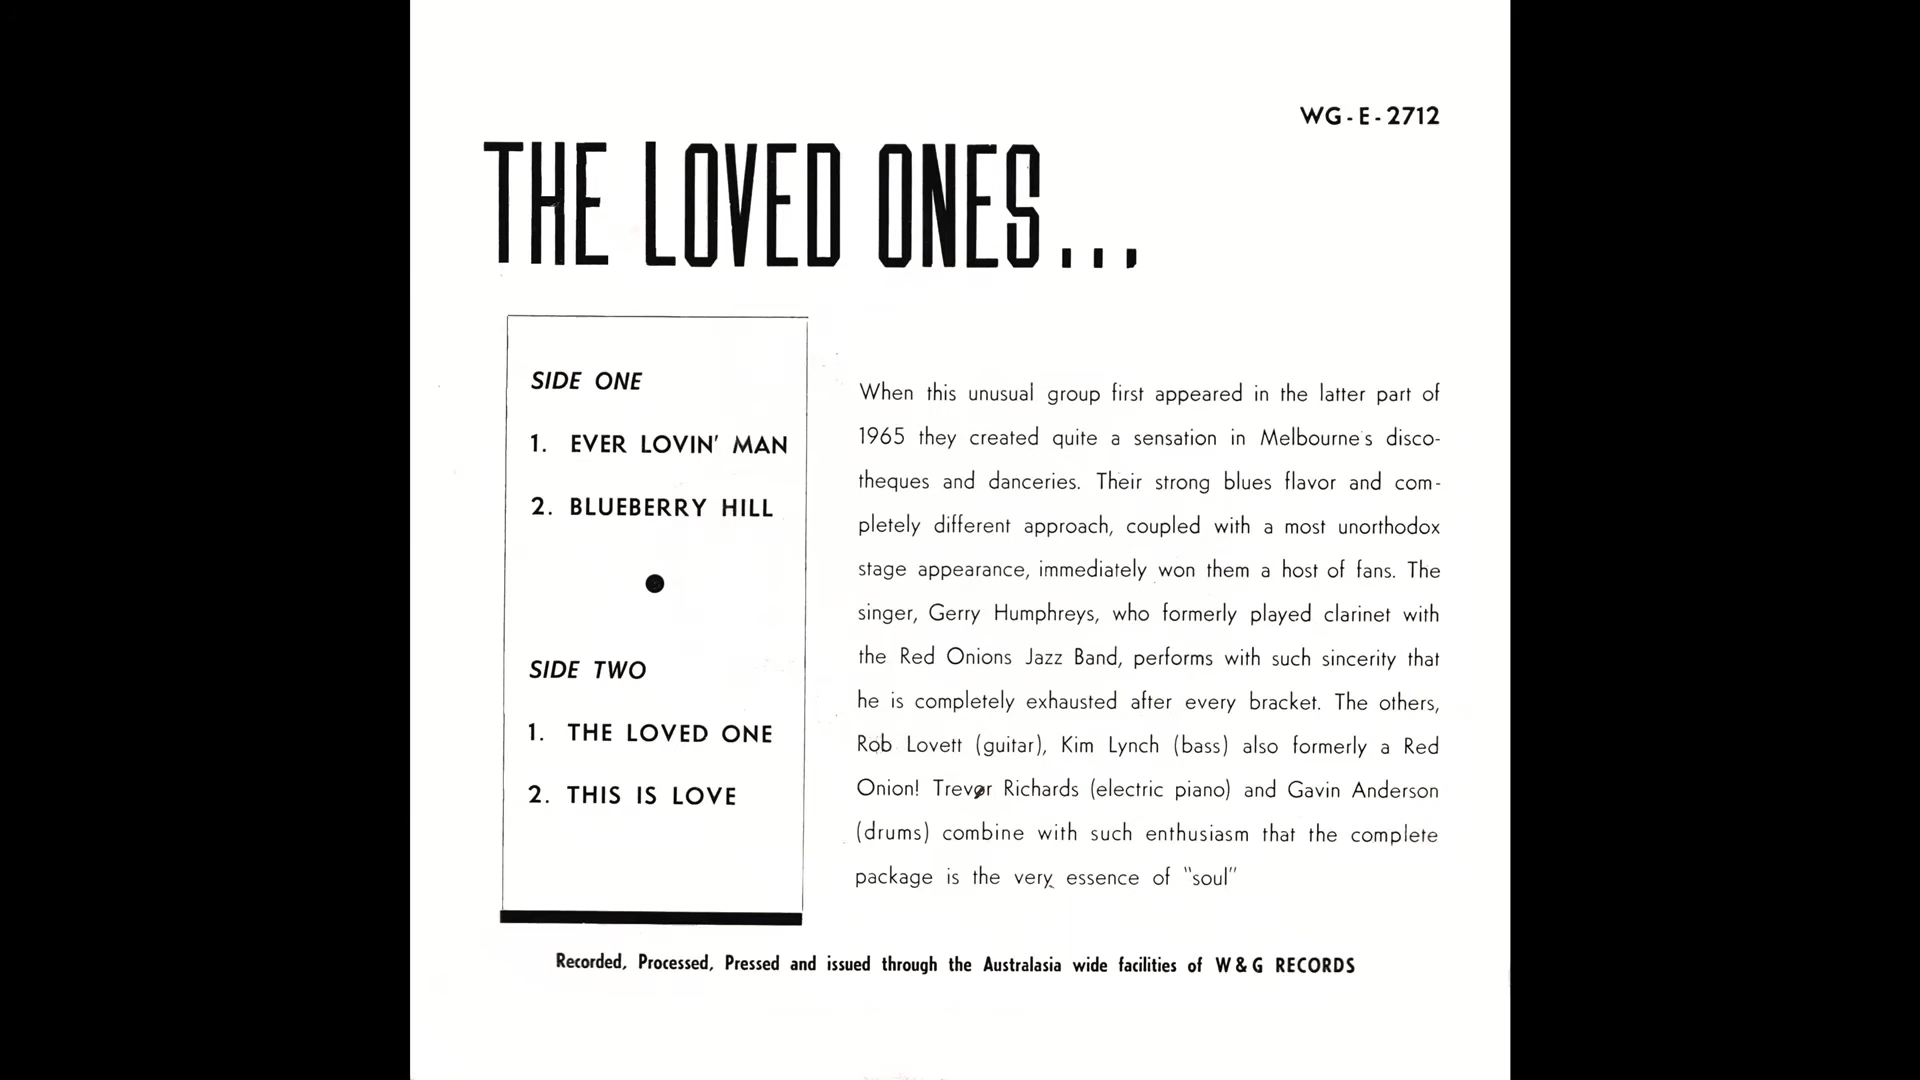 WG-E-2712
THE LOVED ONES...
SIDE ONE
1. EVER LOVIN' MAN
2. BLUEBERRY HILL
SIDE TWO
1. THE LOVED ONE
2. THIS IS LOVE
When this unusual group first appeared in the latter part of
1965 they created quite a sensation in Melbourne's disco-
theques and danceries. Their strong blues flavor and com-
pletely different approach, coupled with a most unorthodox
stage appearance, immediately won them a host of fans. The
singer, Gerry Humphreys, who formerly played clarinet with
the Red Onions Jazz Band, performs with such sincerity that
he is completely exhausted after every bracket. The others,
Rob Lovett (guitar), Kim Lynch (bass) also formerly a Red
Onion! Trevor Richards (electric piano) and Gavin Anderson
(drums) combine with such enthusiasm that the complete
package is the very essence of "soul"
Recorded, Processed, Pressed and issued through the Australasia wide facilities of W & G RECORDS